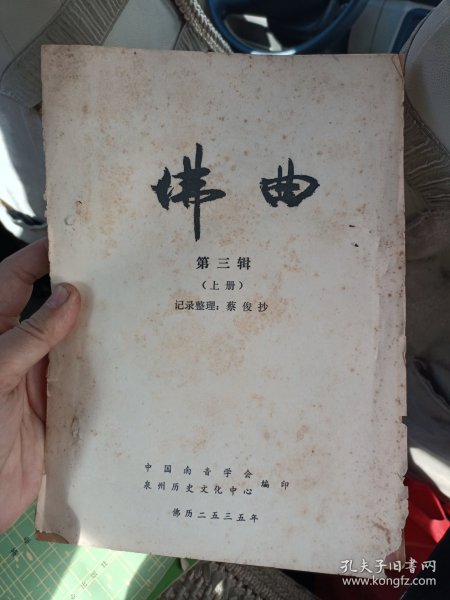 佛曲
第三辑
（上册）
记录整理：蔡俊抄
中国南音学会
泉州历史文化中心 编印
佛历二五三五年
孔夫子旧书网
www.kongfz.com